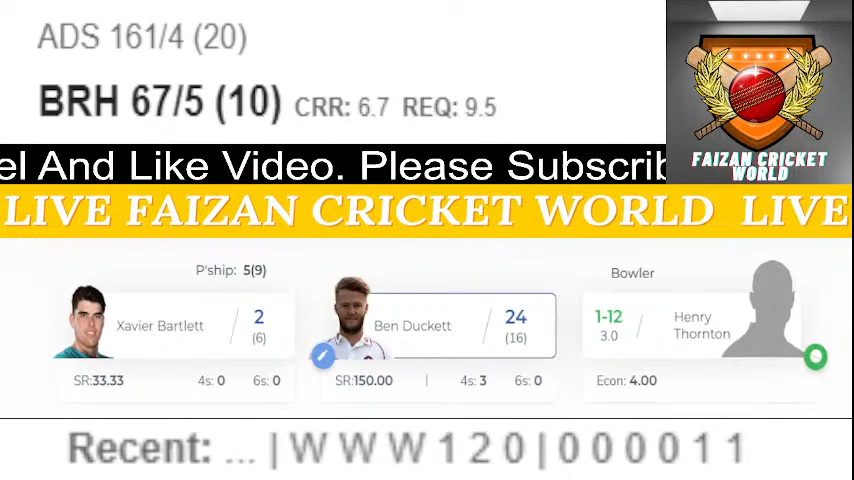 ADS 161/4 (20)
BRH 67/5 (10) CRR: 6.7 REQ: 9.5
FAIZAN CRICKET
WORLD
el And Like Video. Please Subscrib
LIVE FAIZAN CRICKET WORLD LIVE
P'ship: 5(9)
Bowler
Xavier Bartlett 2
(6)
Ben Duckett 24
(16)
1-12
3.0
Henry
Thornton
SR:33.33 4s: 0 6s: 0
SR:150.00 | 4s: 3 6s: 0
Econ: 4.00
Recent: ... | W W W 1 2 0 | 0 0 0 0 1 1